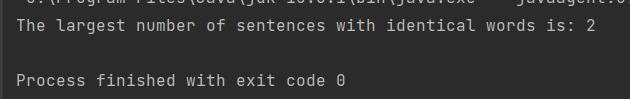 The largest number of sentences with identical words is: 2
Process finished with exit code 0